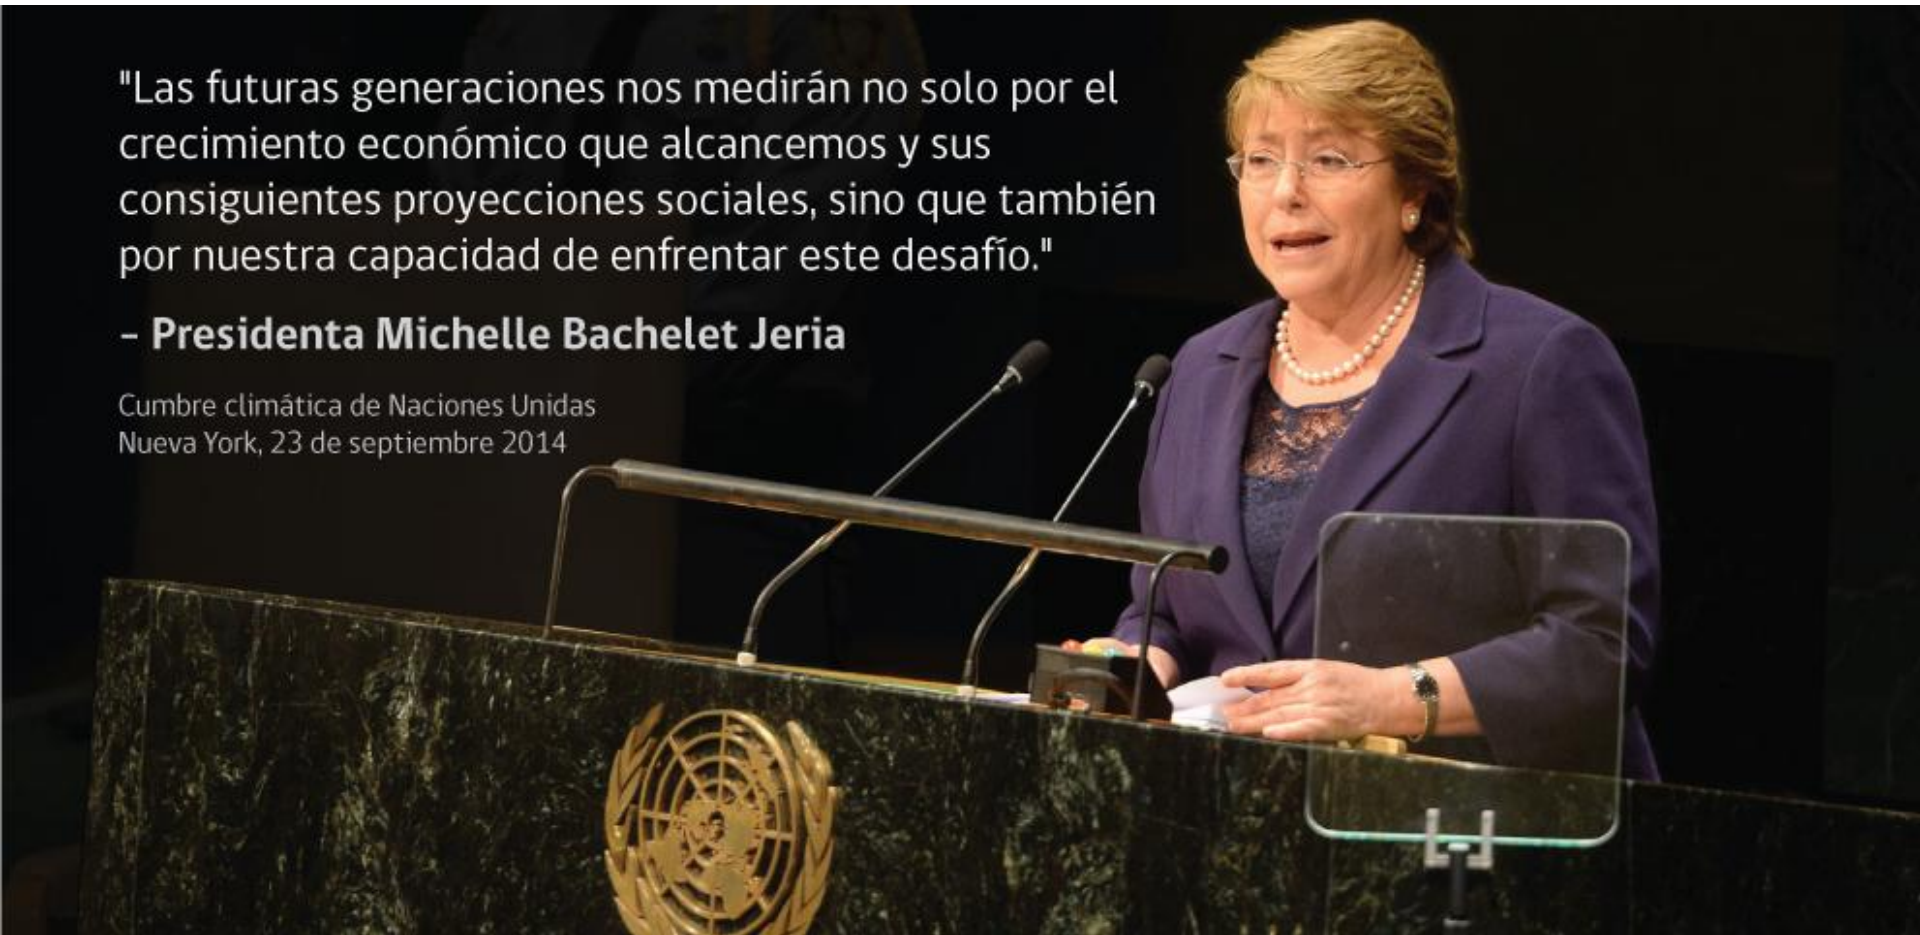 "Las futuras generaciones nos medirán no solo por el
crecimiento económico que alcancemos y sus
consiguientes proyecciones sociales, sino que también
por nuestra capacidad de enfrentar este desafío."
– Presidenta Michelle Bachelet Jeria
Cumbre climática de Naciones Unidas
Nueva York, 23 de septiembre 2014